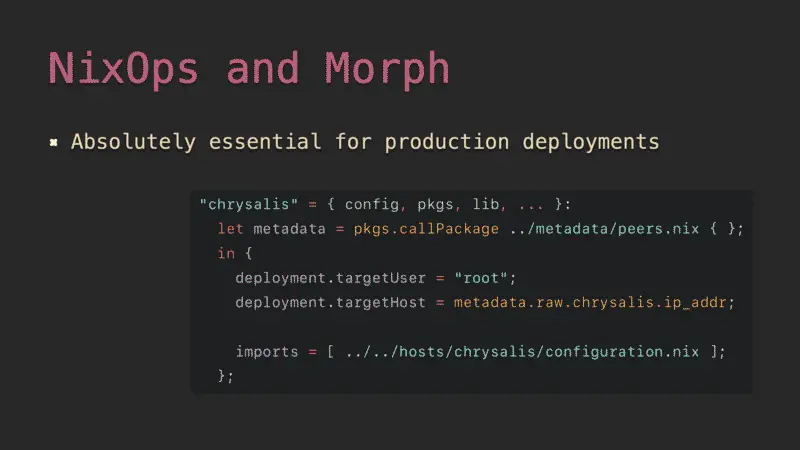 NixOps and Morph
Absolutely essential for production deployments
"chrysalis" = { config, pkgs, lib, ... }:
let metadata = pkgs.callPackage ../metadata/peers.nix { };
in {
deployment.targetUser = "root";
deployment.targetHost = metadata.raw.chrysalis.ip_addr;
imports = [ ../../hosts/chrysalis/configuration.nix ];
};